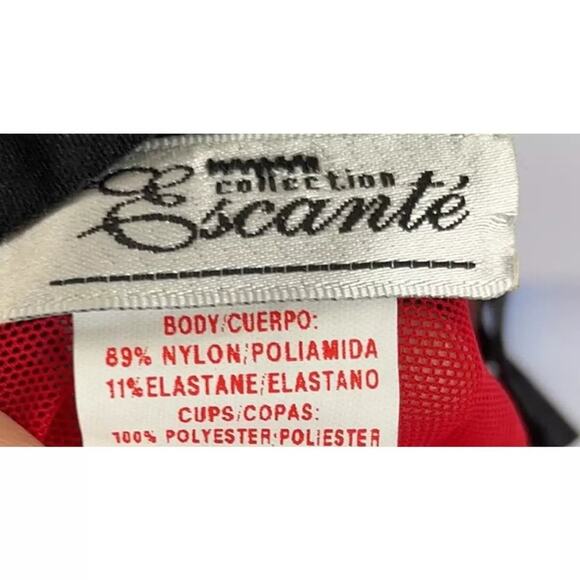 collection
Escanté
BODY/CUERPO:
89% NYLON/POLIAMIDA
11% ELASTANE/ELASTANO
CUPS/COPAS:
100% POLYESTER/POLIESTER